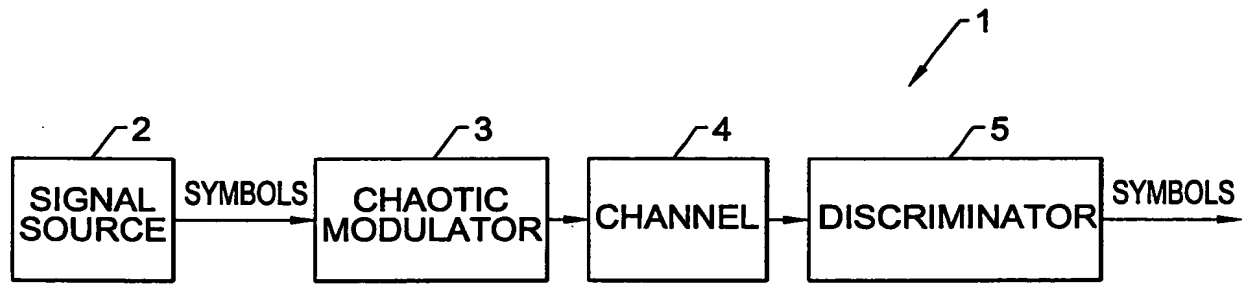 1
2
3
4
5
SIGNAL
SOURCE
SYMBOLS
CHAOTIC
MODULATOR
CHANNEL
DISCRIMINATOR
SYMBOLS